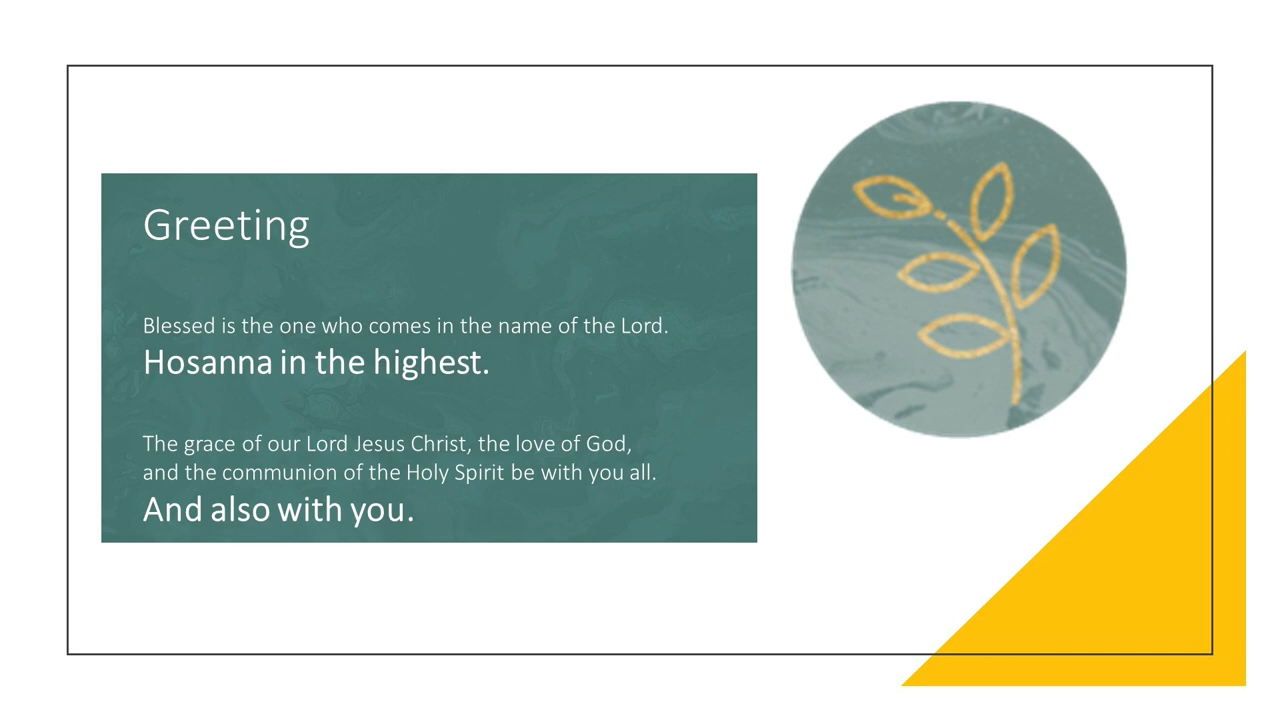 Greeting
Blessed is the one who comes in the name of the Lord.
Hosanna in the highest.
The grace of our Lord Jesus Christ, the love of God,
and the communion of the Holy Spirit be with you all.
And also with you.